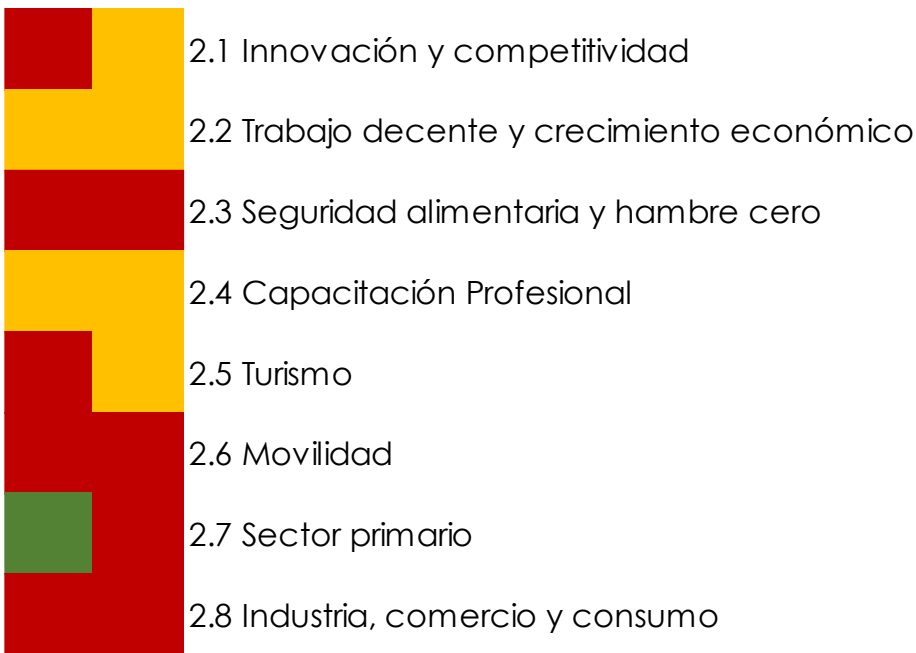 2.1 Innovación y competitividad
2.2 Trabajo decente y crecimiento económico
2.3 Seguridad alimentaria y hambre cero
2.4 Capacitación Profesional
2.5 Turismo
2.6 Movilidad
2.7 Sector primario
2.8 Industria, comercio y consumo